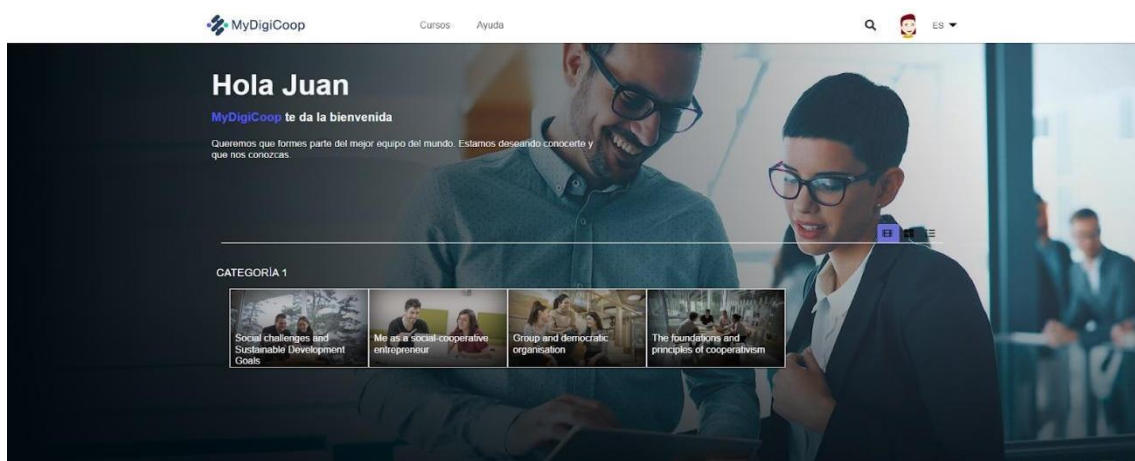 MyDigiCoop
Cursos
Ayuda
ES
Hola Juan
MyDigiCoop te da la bienvenida
Queremos que formes parte del mejor equipo del mundo. Estamos deseando conocerte y
que nos conozcas.
CATEGORÍA 1
Social challenges and
Sustainable Development
Goals
Me as a social-cooperative
entrepreneur
Group and democratic
organisation
The foundations and
principles of cooperativism